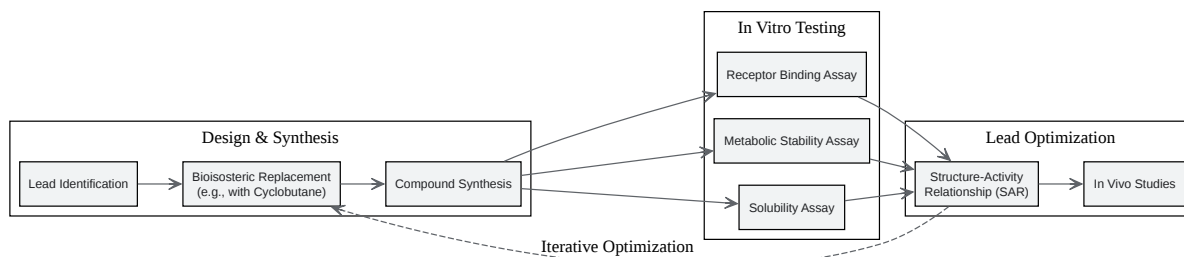 Design & Synthesis
Lead Identification
Bioisosteric Replacement
(e.g., with Cyclobutane)
Compound Synthesis
In Vitro Testing
Receptor Binding Assay
Metabolic Stability Assay
Solubility Assay
Lead Optimization
Structure-Activity
Relationship (SAR)
In Vivo Studies
Iterative Optimization